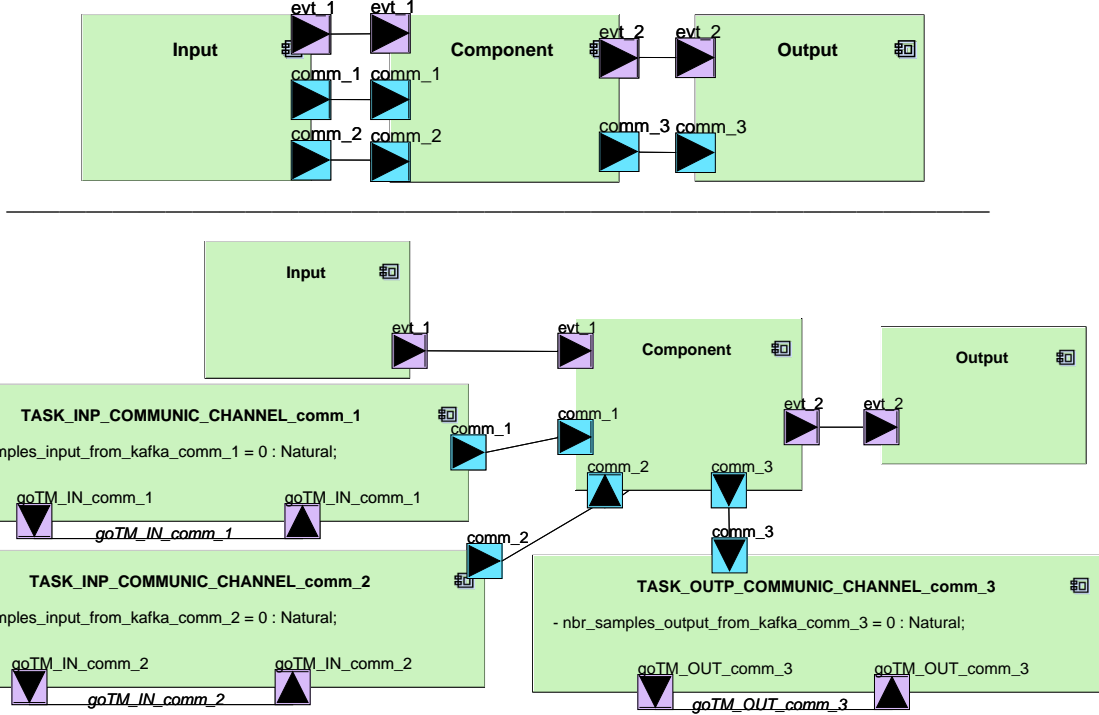 evt_1 evt_1
Input Component evt_2 evt_2 Output
comm_1 comm_1
comm_2 comm_2 comm_3 comm_3
Input
evt_1 evt_1
Component Output
TASK_INP_COMMUNIC_CHANNEL_comm_1 comm_1 comm_1 evt_2 evt_2
mples_input_from_kafka_comm_1 = 0 : Natural;
comm_2 comm_3
goTM_IN_comm_1 goTM_IN_comm_1
goTM_IN_comm_1
comm_2 comm_3
TASK_INP_COMMUNIC_CHANNEL_comm_2 TASK_OUTP_COMMUNIC_CHANNEL_comm_3
mples_input_from_kafka_comm_2 = 0 : Natural; - nbr_samples_output_from_kafka_comm_3 = 0 : Natural;
goTM_IN_comm_2 goTM_IN_comm_2 goTM_OUT_comm_3 goTM_OUT_comm_3
goTM_IN_comm_2 goTM_OUT_comm_3